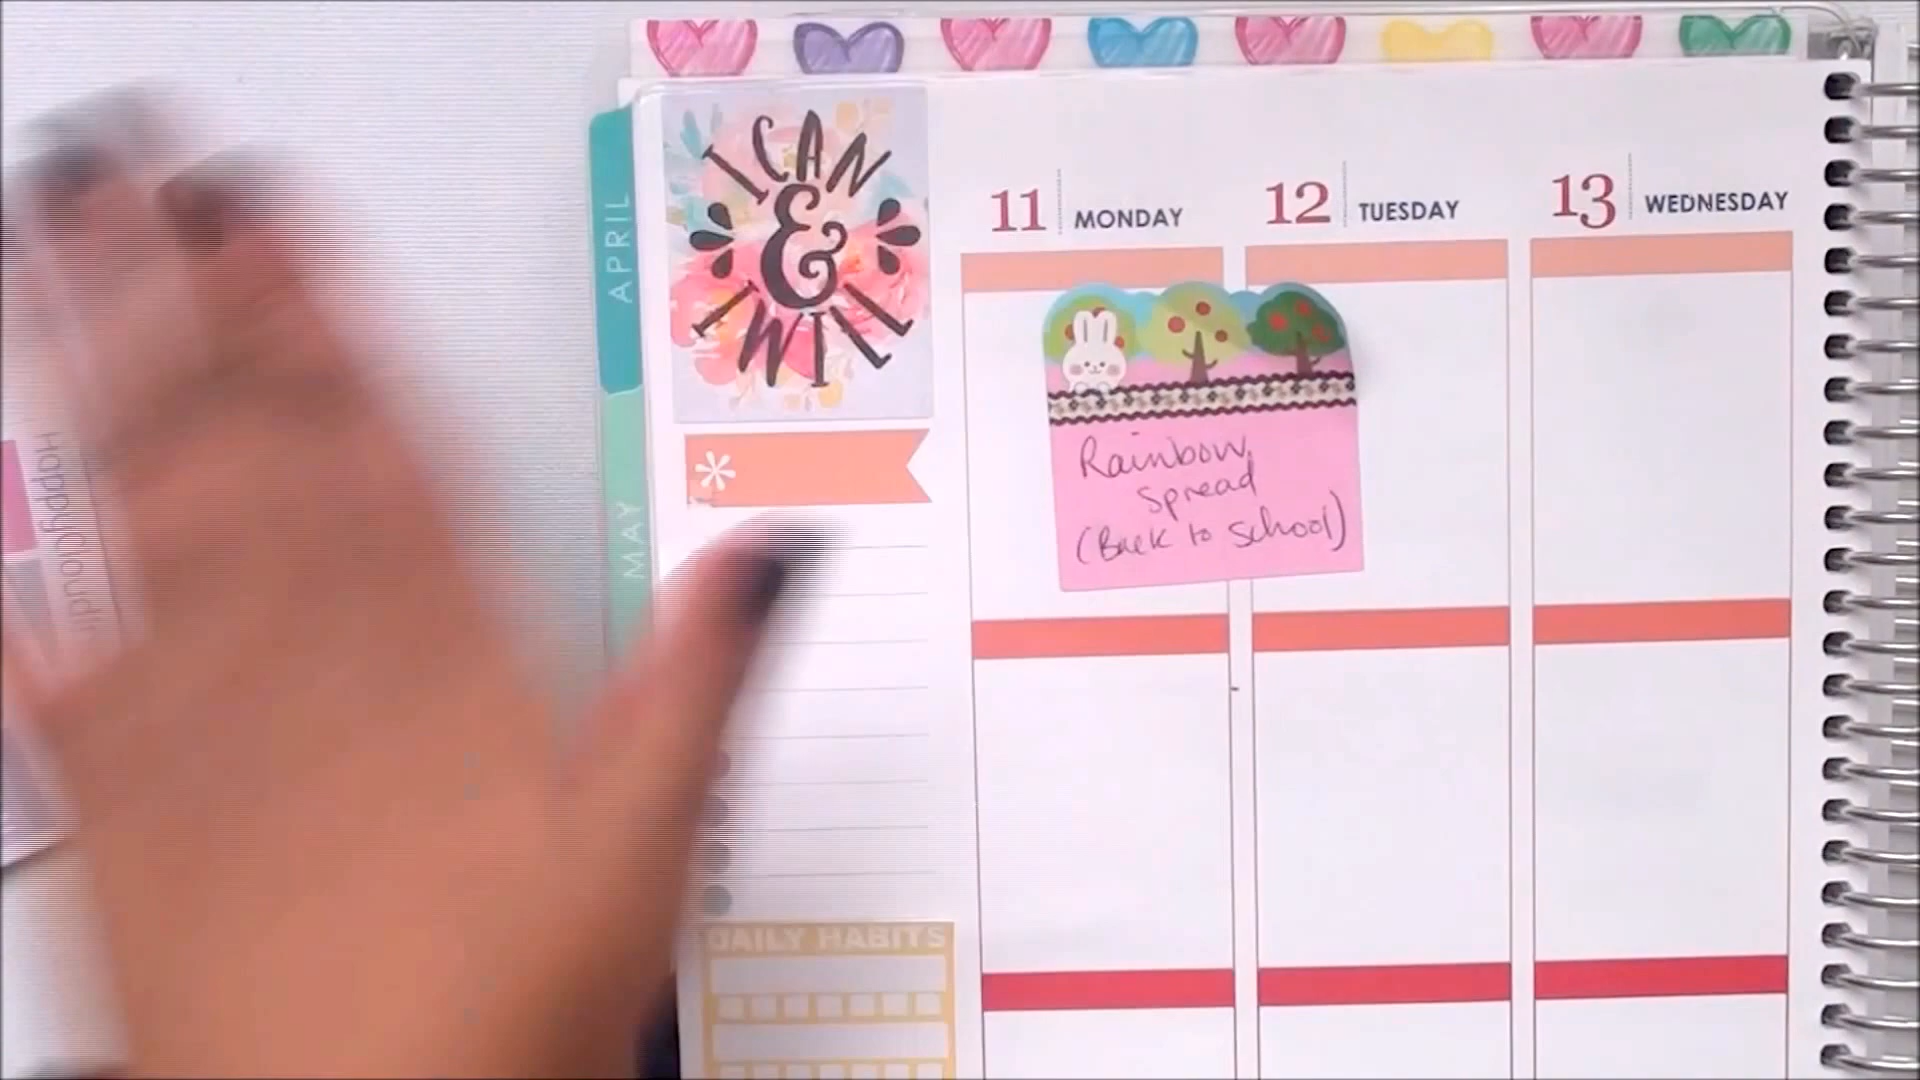 I CAN
&
I WILL
APRIL
MAY
11 MONDAY
12 TUESDAY
13 WEDNESDAY
Rainbow
Spread
(Back to School)
DAILY HABITS